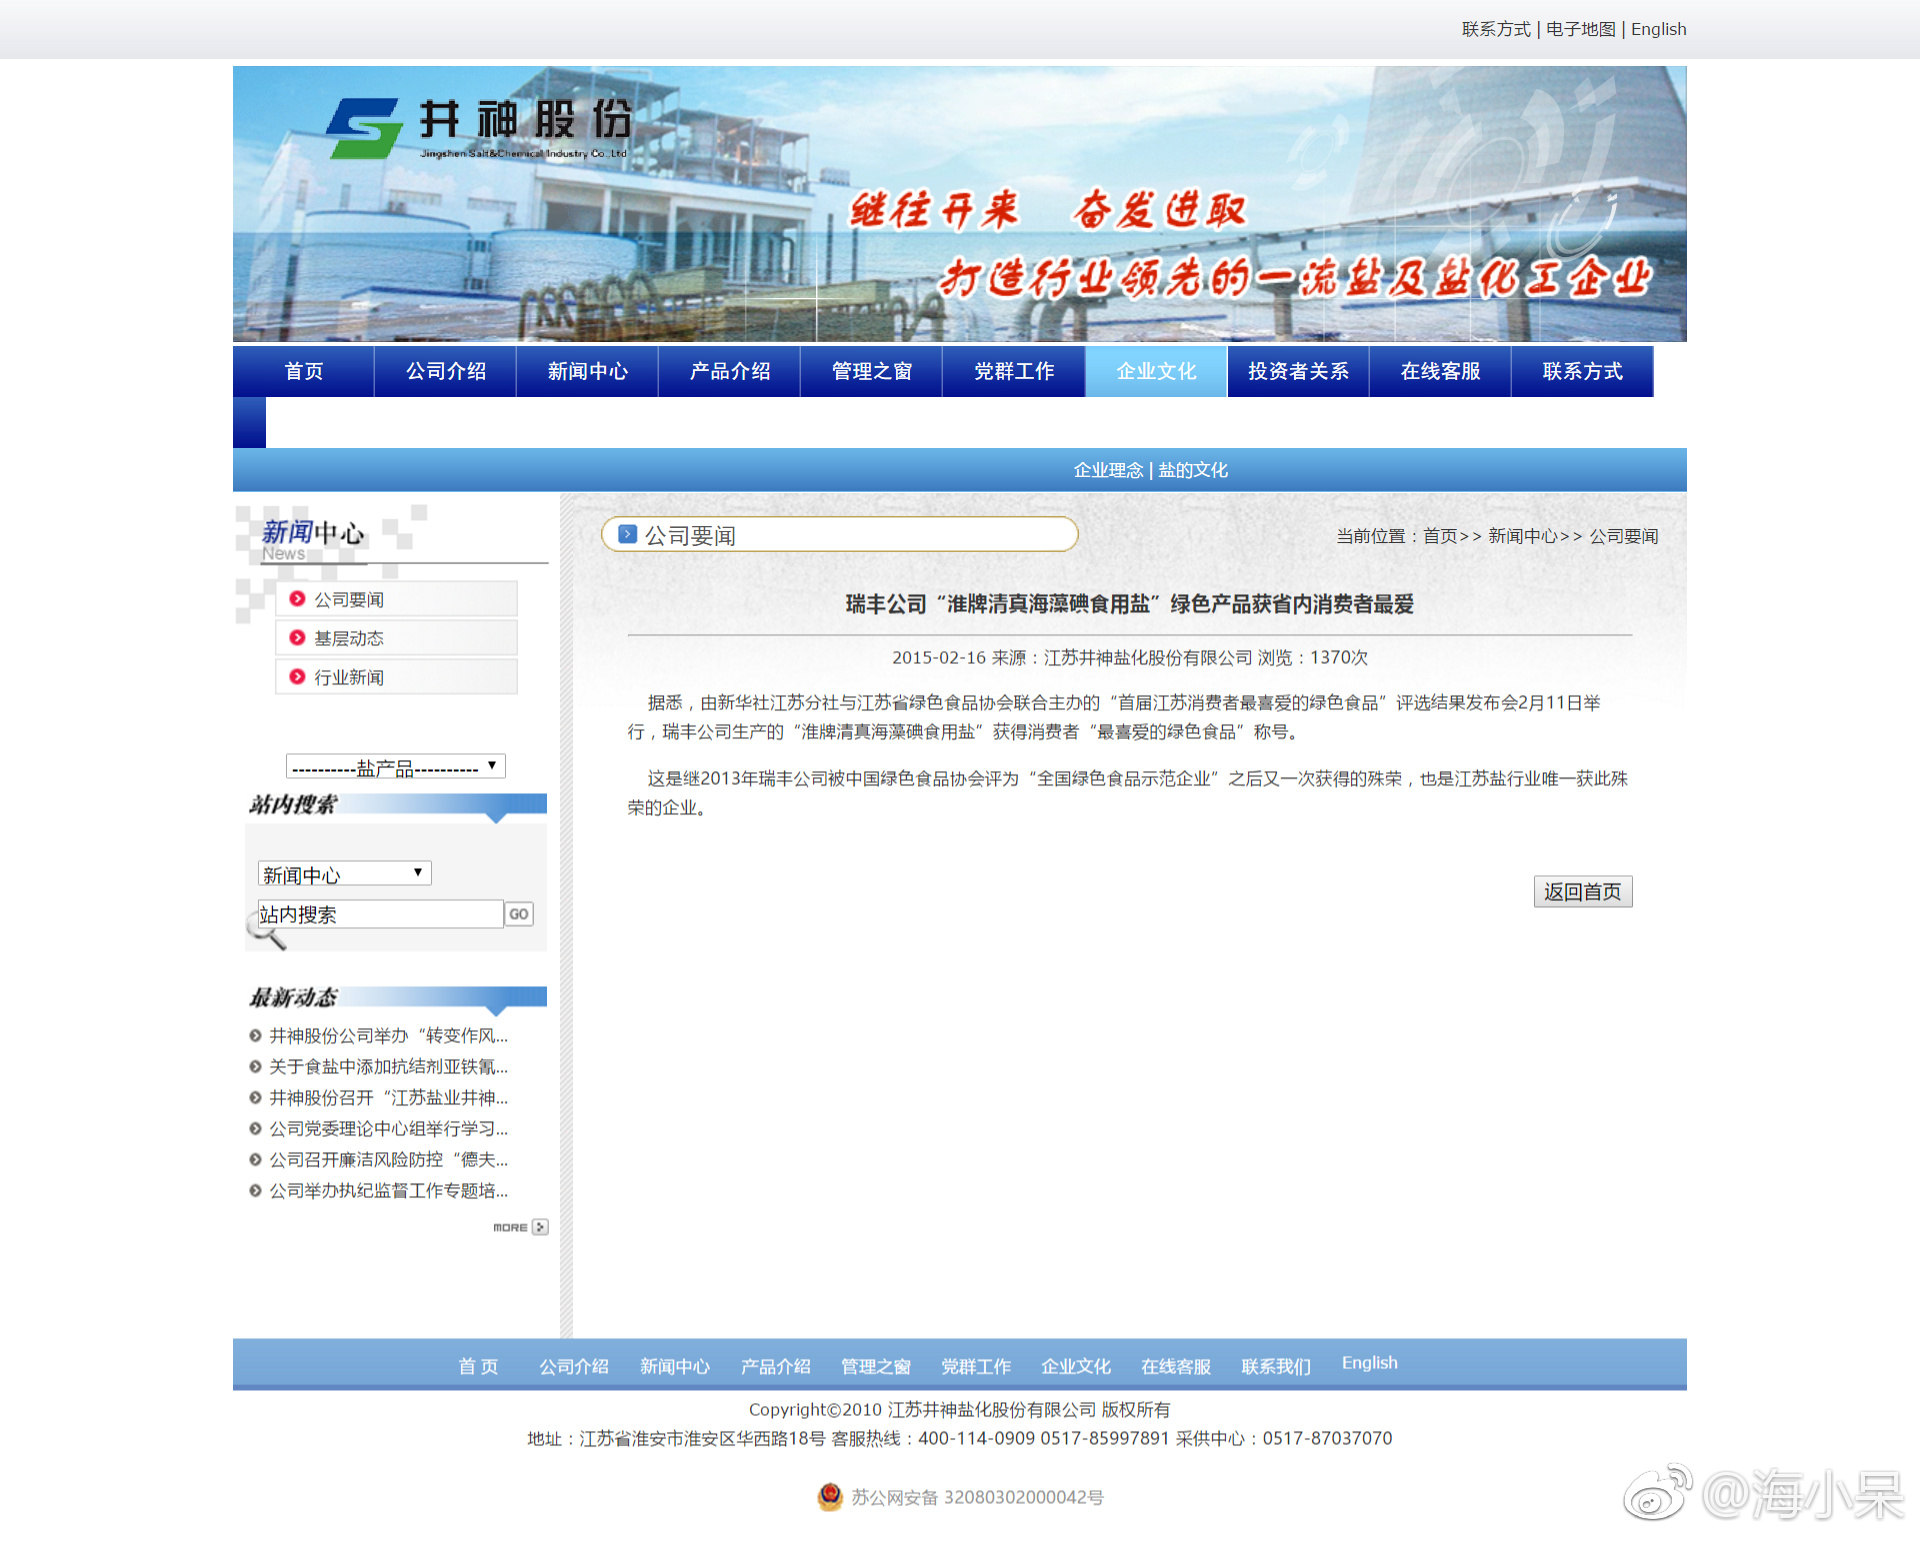 联系方式 | 电子地图 | English
井神股份
Jingshen Salt&Chemical Industry Co.,Ltd
继往开来 奋发进取
打造行业领先的一流盐及盐化工企业
首页 公司介绍 新闻中心 产品介绍 管理之窗 党群工作 企业文化 投资者关系 在线客服 联系方式
企业理念 | 盐的文化
新闻中心
News
公司要闻
基层动态
行业新闻
----------盐产品----------
站内搜索
新闻中心
站内搜索 GO
最新动态
井神股份公司举办“转变作风...
关于食盐中添加抗结剂亚铁氰...
井神股份召开“江苏盐业井神...
公司党委理论中心组举行学习...
公司召开廉洁风险防控“德夫...
公司举办执纪监督工作专题培...
MORE
公司要闻
当前位置：首页>> 新闻中心>> 公司要闻
瑞丰公司“淮牌清真海藻碘食用盐”绿色产品获省内消费者最爱
2015-02-16 来源：江苏井神盐化股份有限公司 浏览：1370次
据悉，由新华社江苏分社与江苏省绿色食品协会联合主办的“首届江苏消费者最喜爱的绿色食品”评选结果发布会2月11日举
行，瑞丰公司生产的“淮牌清真海藻碘食用盐”获得消费者“最喜爱的绿色食品”称号。
这是继2013年瑞丰公司被中国绿色食品协会评为“全国绿色食品示范企业”之后又一次获得的殊荣，也是江苏盐行业唯一获此殊
荣的企业。
返回首页
首 页 公司介绍 新闻中心 产品介绍 管理之窗 党群工作 企业文化 在线客服 联系我们 English
Copyright©2010 江苏井神盐化股份有限公司 版权所有
地址：江苏省淮安市淮安区华西路18号 客服热线：400-114-0909 0517-85997891 采供中心：0517-87037070
苏公网安备 32080302000042号
@海小呆